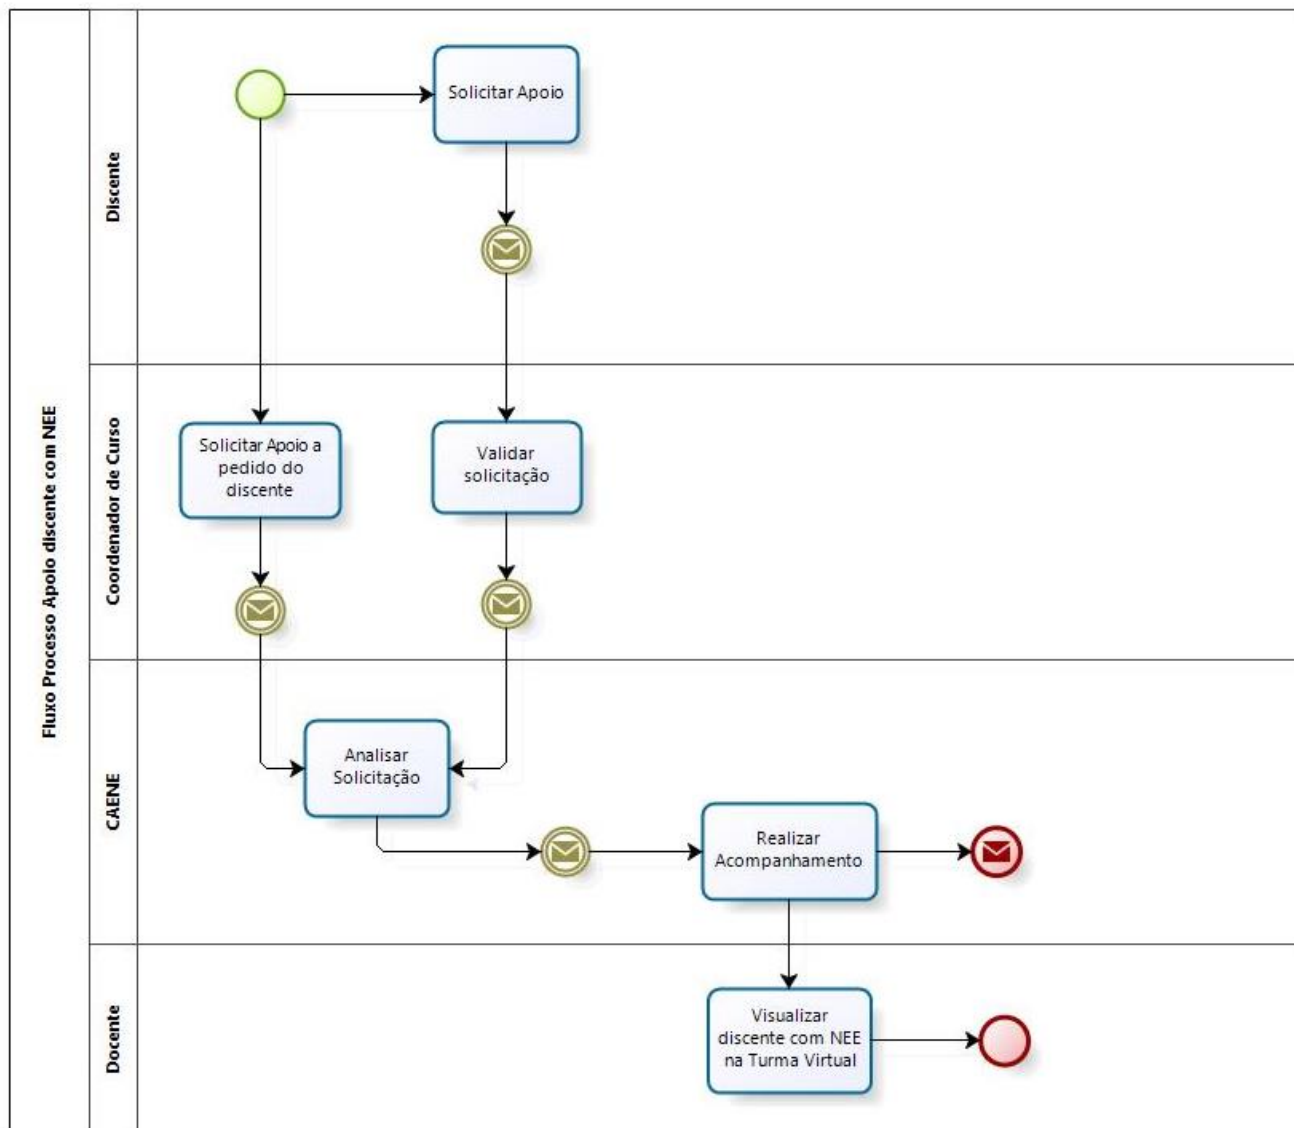 Fluxo Processo Apoio discente com NEE
Discente
Solicitar Apoio
Coordenador de Curso
Solicitar Apoio a
pedido do
discente
Validar
solicitação
CAENE
Analisar
Solicitação
Realizar
Acompanhamento
Docente
Visualizar
discente com NEE
na Turma Virtual